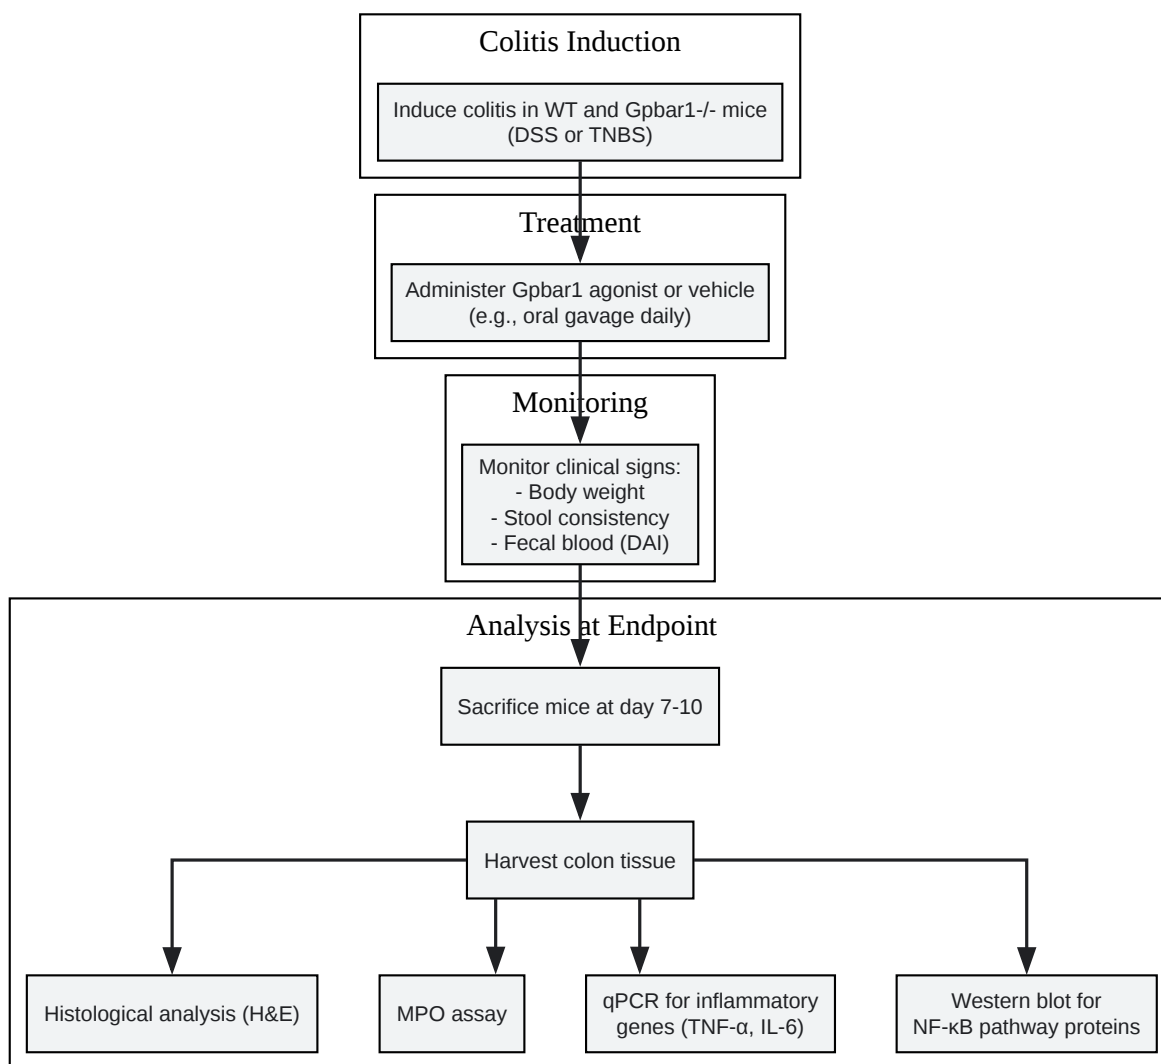 Colitis Induction
Induce colitis in WT and Gpbar1-/- mice
(DSS or TNBS)
Treatment
Administer Gpbar1 agonist or vehicle
(e.g., oral gavage daily)
Monitoring
Monitor clinical signs:
- Body weight
- Stool consistency
- Fecal blood (DAI)
Analysis at Endpoint
Sacrifice mice at day 7-10
Harvest colon tissue
Histological analysis (H&E)
MPO assay
qPCR for inflammatory
genes (TNF-α, IL-6)
Western blot for
NF-κB pathway proteins